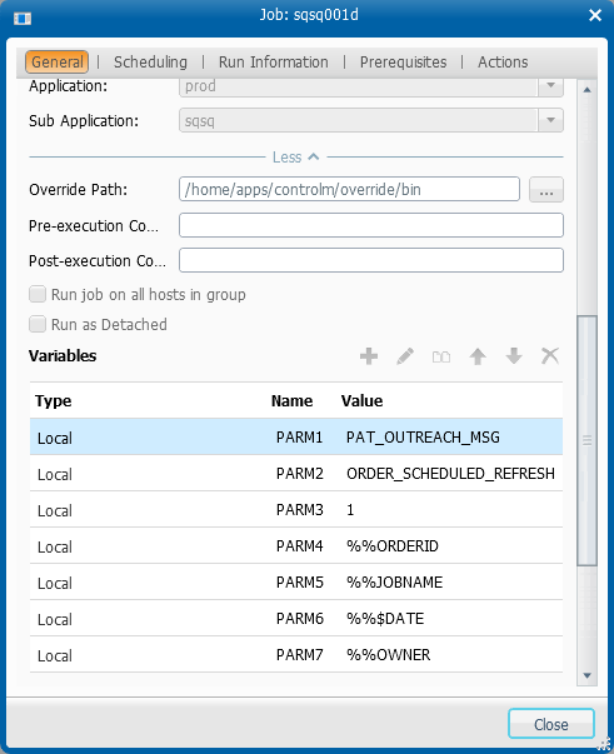 Job: sqsq001d
General | Scheduling | Run Information | Prerequisites | Actions
Application: prod
Sub Application: sqsq
Less
Override Path: /home/apps/controlm/override/bin ...
Pre-execution Co...
Post-execution Co...
Run job on all hosts in group
Run as Detached
Variables
Type Name Value
Local PARM1 PAT_OUTREACH_MSG
Local PARM2 ORDER_SCHEDULED_REFRESH
Local PARM3 1
Local PARM4 %%ORDERID
Local PARM5 %%JOBNAME
Local PARM6 %%$DATE
Local PARM7 %%OWNER
Close